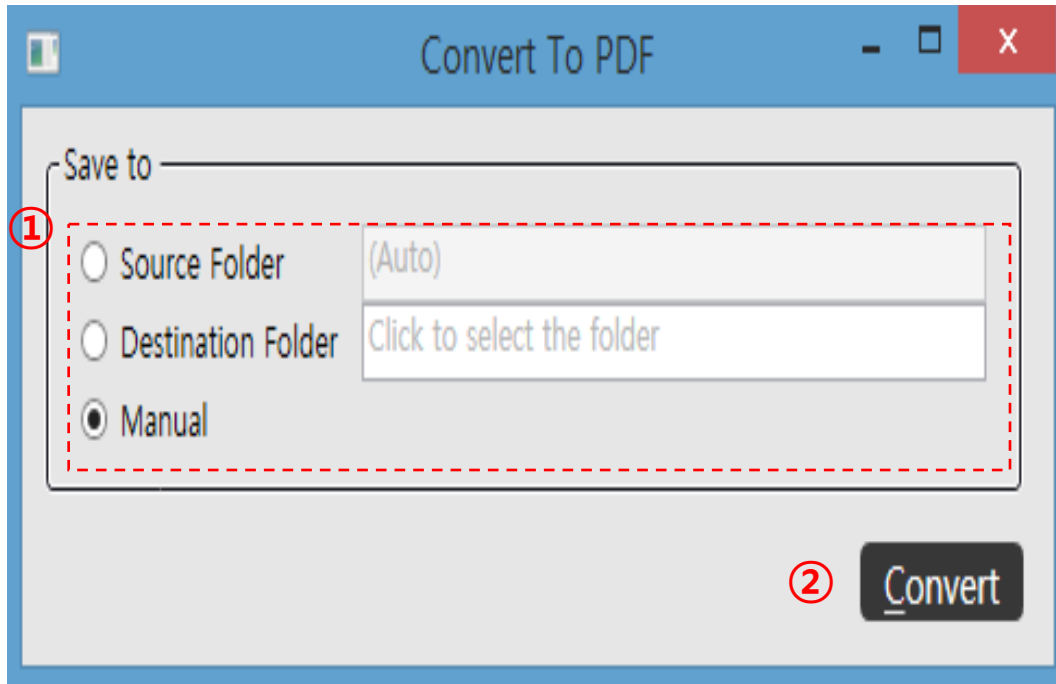 Convert To PDF
Save to
①
Source Folder (Auto)
Destination Folder Click to select the folder
Manual
② Convert